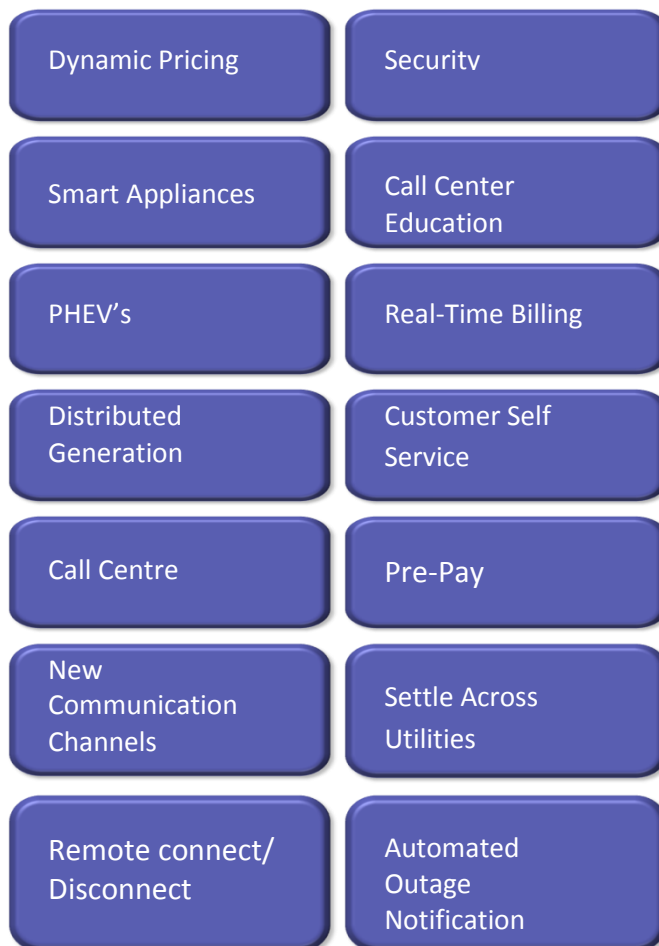 Dynamic Pricing
Security
Smart Appliances
Call Center
Education
PHEV’s
Real-Time Billing
Distributed
Generation
Customer Self
Service
Call Centre
Pre-Pay
New
Communication
Channels
Settle Across
Utilities
Remote connect/
Disconnect
Automated
Outage
Notification